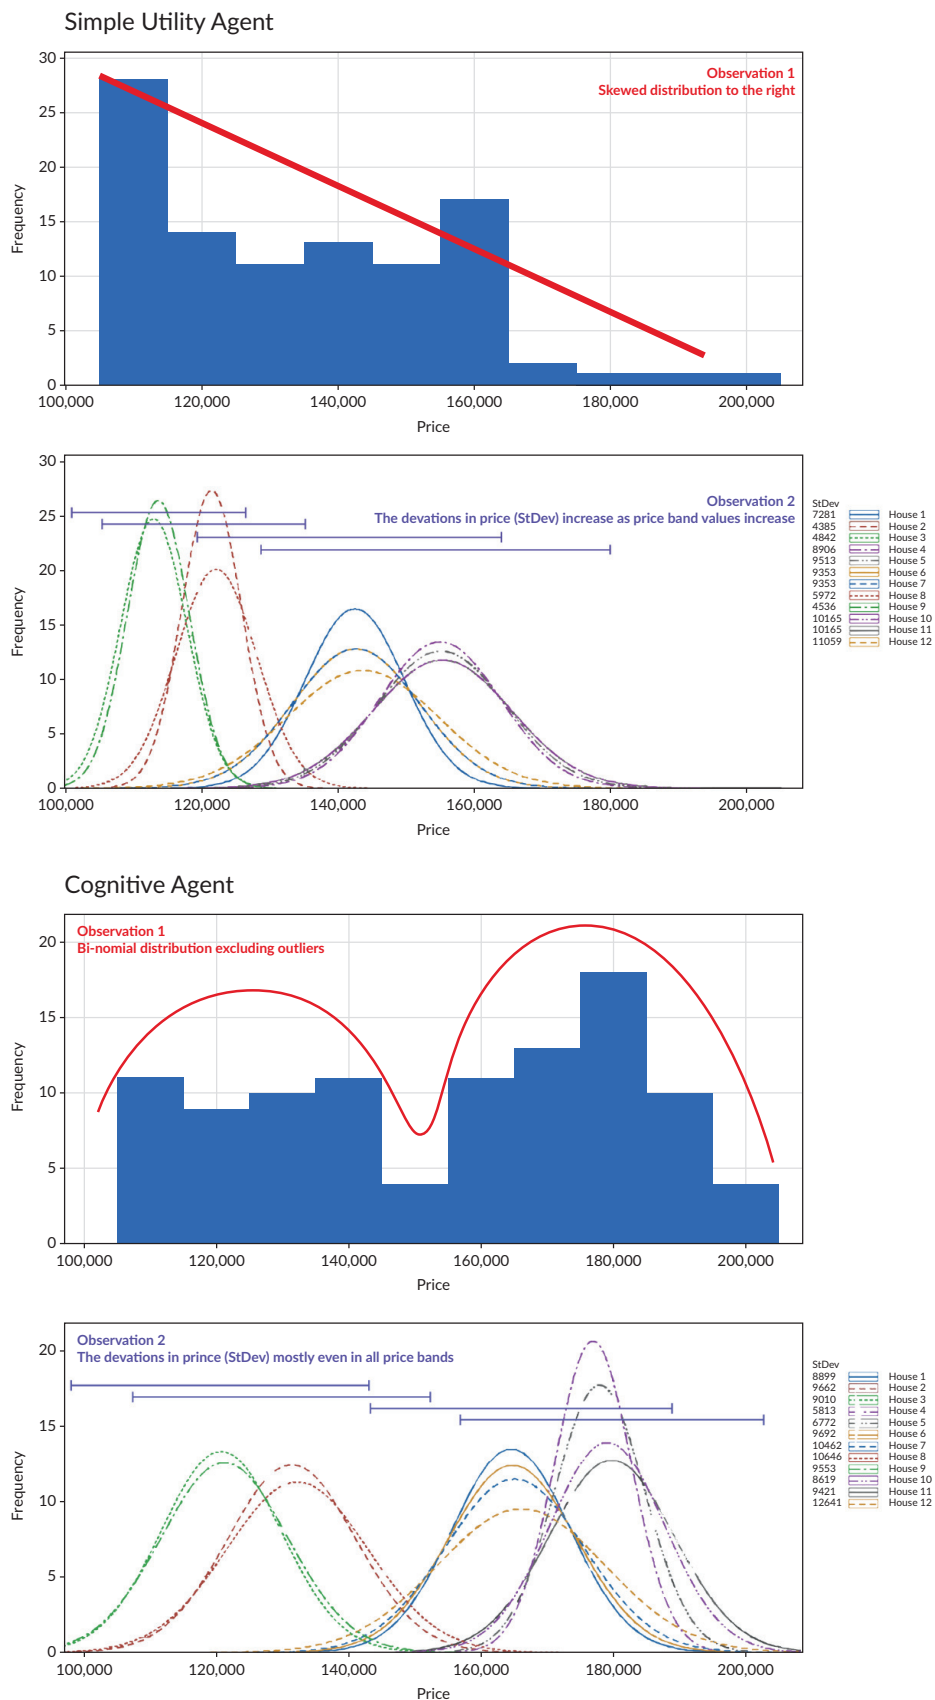 Simple Utility Agent
30
25
20
15
10
5
0
Frequency
Observation 1
Skewed distribution to the right
100,000 120,000 140,000 160,000 180,000 200,000
Price
30
25
20
15
10
5
0
Frequency
Observation 2
The devations in price (StDev) increase as price band values increase
100,000 120,000 140,000 160,000 180,000 200,000
Price
StDev
7281 House 1
4385 House 2
4842 House 3
8906 House 4
9513 House 5
9353 House 6
9353 House 7
5972 House 8
4536 House 9
10165 House 10
10165 House 11
11059 House 12
Cognitive Agent
20
15
10
5
0
Frequency
Observation 1
Bi-nomial distribution excluding outliers
100,000 120,000 140,000 160,000 180,000 200,000
Price
20
15
10
5
0
Frequency
Observation 2
The devations in prince (StDev) mostly even in all price bands
100,000 120,000 140,000 160,000 180,000 200,000
Price
StDev
8899 House 1
9662 House 2
9010 House 3
5813 House 4
6772 House 5
9692 House 6
10462 House 7
10646 House 8
9553 House 9
8619 House 10
9421 House 11
12641 House 12